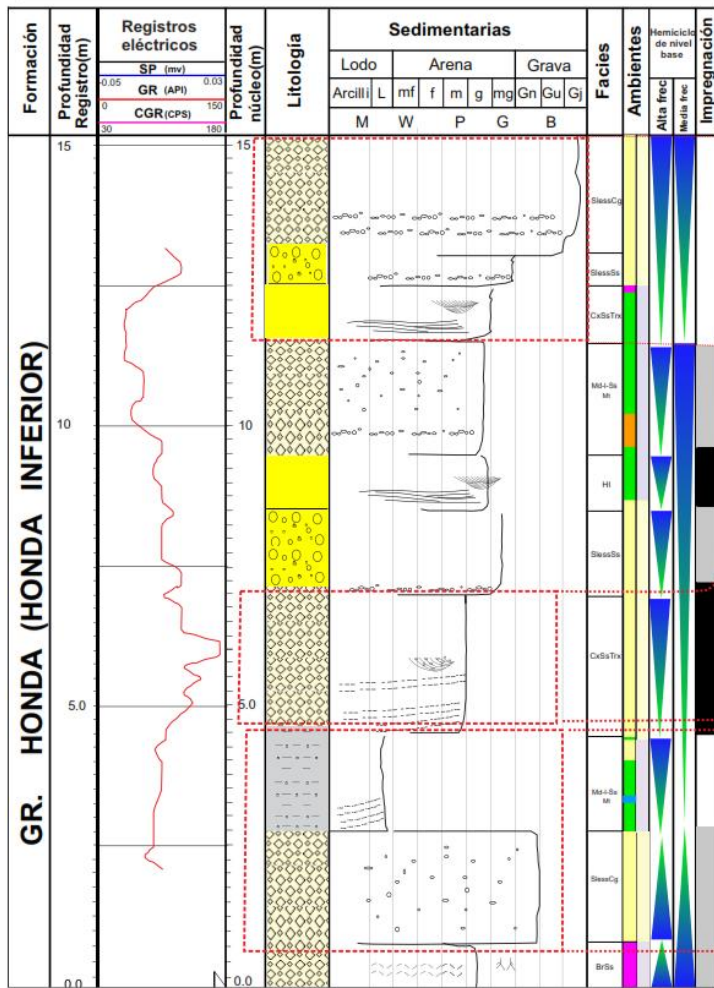 Formación
Profundidad
Registro(m)
Registros
eléctricos
SP (mv)
-0.05 0.03
GR (API)
0 150
CGR (CPS)
30 180
Profundidad
núcleo(m)
Litología
Sedimentarias
Lodo Arena Grava
Arcilli L mf f m g mg Gn Gu Gj
M W P G B
Facies
Ambientes
Hemiciclo
de nivel
base
Alta frec
Media frec
Impregnación
GR. HONDA (HONDA INFERIOR)
15 15
SlessCg
SlessSs
CxSsTrx
Md-I-Ss
Mt
10 10
Hl
SlessSs
CxSsTrx
5.0 5.0
Md-I-Ss
Mt
SlessCg
BrSs
0.0 0.0